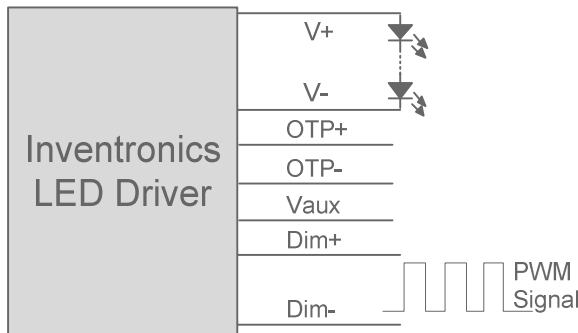 V+
V-
OTP+
OTP-
Vaux
Dim+
Dim-
Inventronics
LED Driver
PWM
Signal